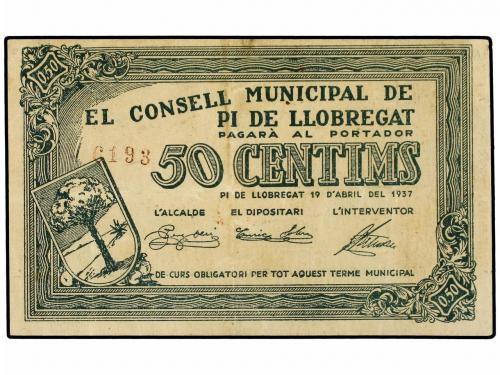 0,50
EL CONSELL MUNICIPAL DE
PI DE LLOBREGAT
PAGARÀ AL PORTADOR
6193
50 CENTIMS
PI DE LLOBREGAT 19 D'ABRIL DEL 1937
L'ALCALDE EL DIPOSITARI L'INTERVENTOR
DE CURS OBLIGATORI PER TOT AQUEST TERME MUNICIPAL
0,50